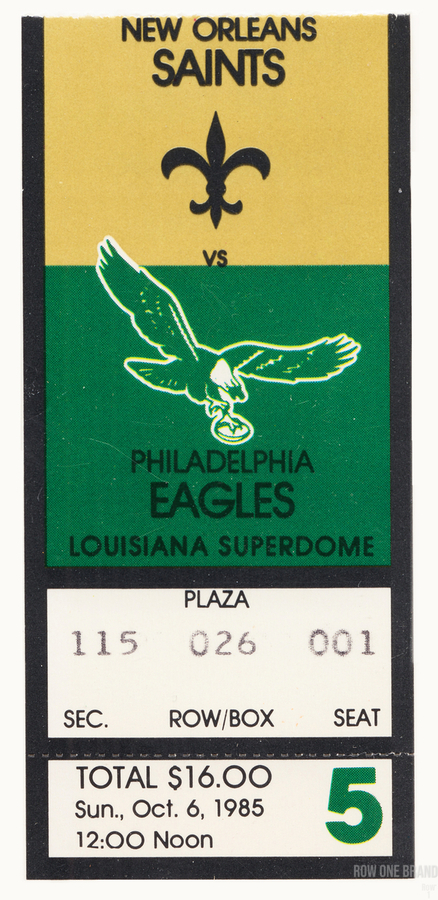 NEW ORLEANS
SAINTS
VS
PHILADELPHIA
EAGLES
LOUISIANA SUPERDOME
PLAZA
115 026 001
SEC. ROW/BOX SEAT
TOTAL $16.00
Sun., Oct. 6, 1985
12:00 Noon
5
ROW ONE BRAND